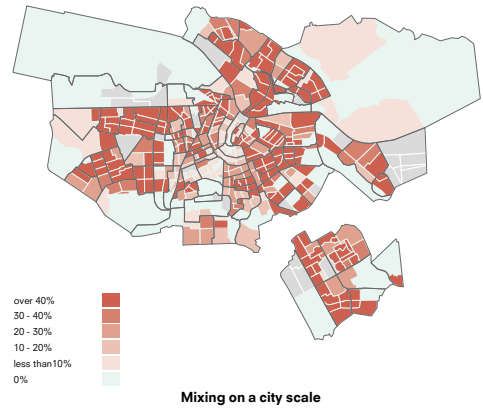 over 40%
30 - 40%
20 - 30%
10 - 20%
less than10%
0%
Mixing on a city scale